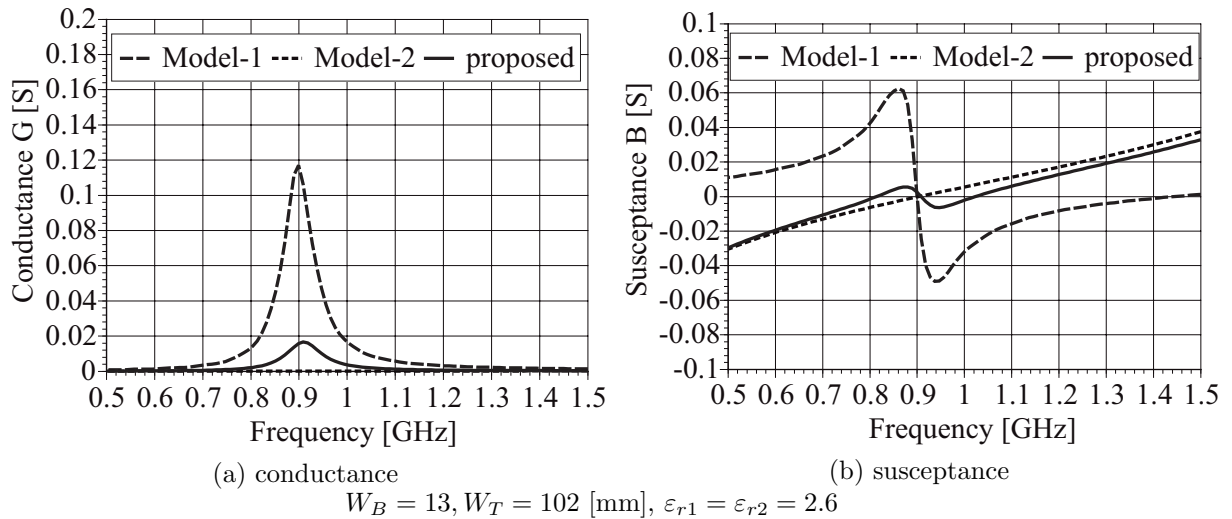 Conductance G [S]
0.2
0.18
0.16
0.14
0.12
0.1
0.08
0.06
0.04
0.02
0
Model-1 Model-2 proposed
0.5 0.6 0.7 0.8 0.9 1 1.1 1.2 1.3 1.4 1.5
Frequency [GHz]
(a) conductance
Susceptance B [S]
0.1
0.08
0.06
0.04
0.02
0
-0.02
-0.04
-0.06
-0.08
-0.1
Model-1 Model-2 proposed
0.5 0.6 0.7 0.8 0.9 1 1.1 1.2 1.3 1.4 1.5
Frequency [GHz]
(b) susceptance
W_B = 13, W_T = 102 [mm], ε_{r1} = ε_{r2} = 2.6